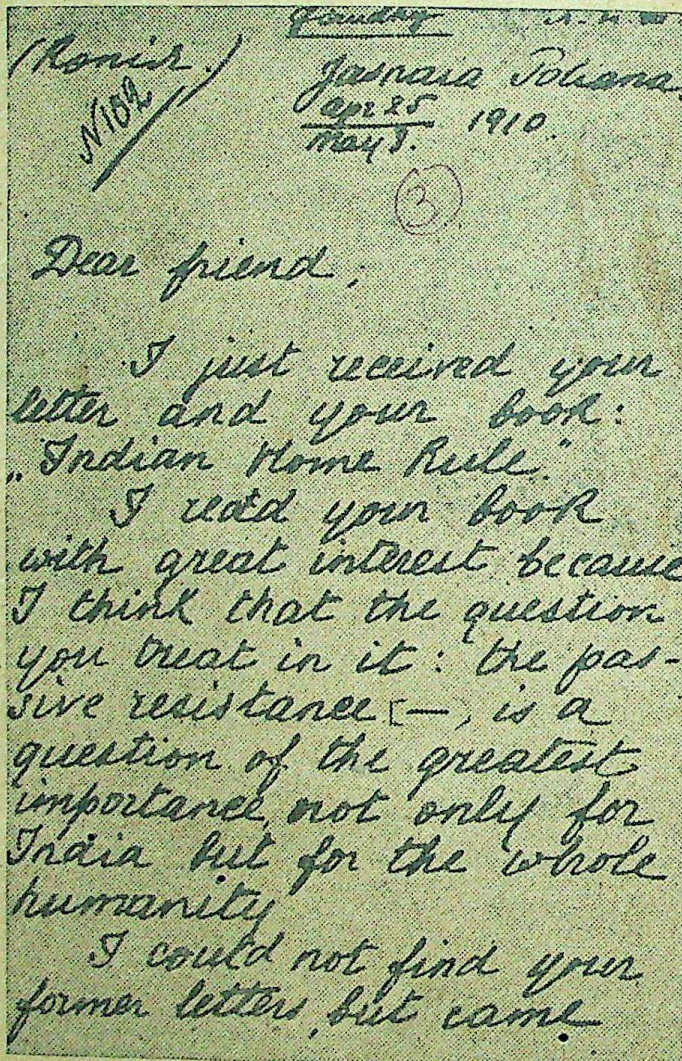 Gandhy
(Копия.)
N 182
Jasnaia Poliana
Apr 25
May 8. 1910.
3
Dear friend,
I just received your
letter and your book:
„Indian Home Rule"
I read your book
with great interest because
I think that the question
you treat in it: the pas-
sive resistance [—, is a
question of the greatest
importance, not only for
India but for the whole
humanity
I could not find your
former letters, but came